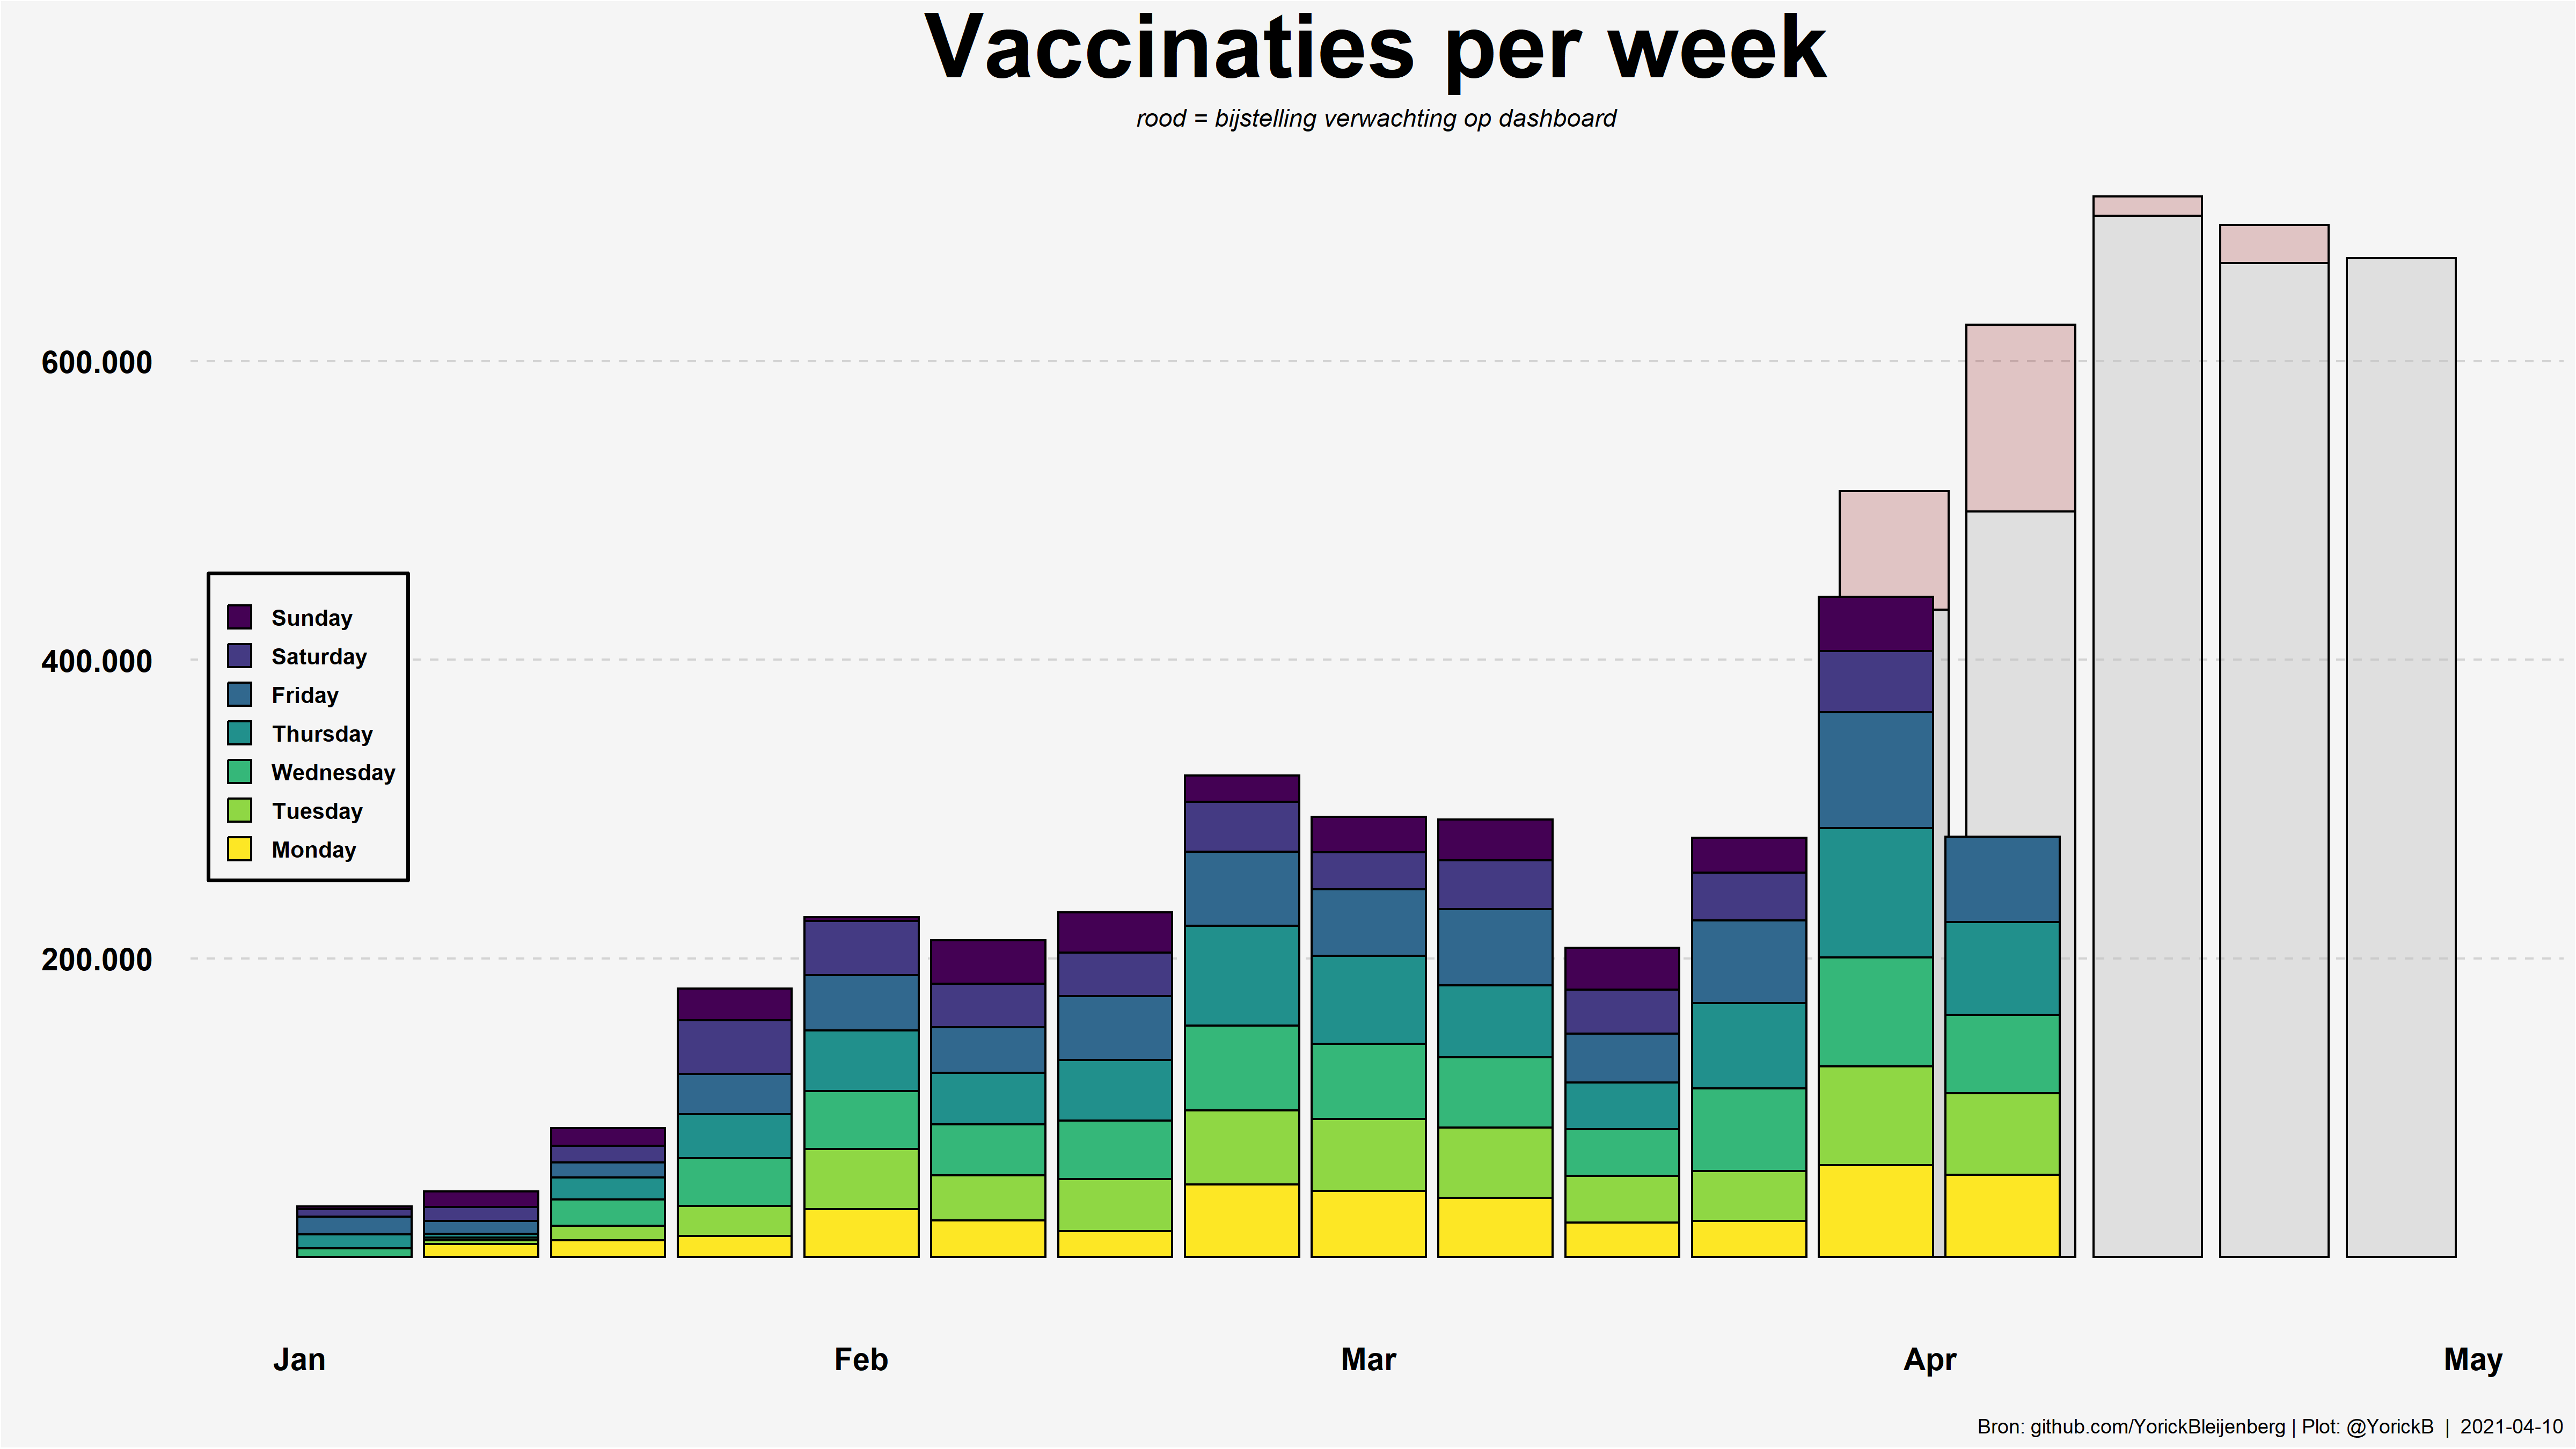 Vaccinaties per week
rood = bijstelling verwachting op dashboard
600.000
400.000
200.000
Sunday
Saturday
Friday
Thursday
Wednesday
Tuesday
Monday
Jan Feb Mar Apr May
Bron: github.com/YorickBleijenberg | Plot: @YorickB | 2021-04-10